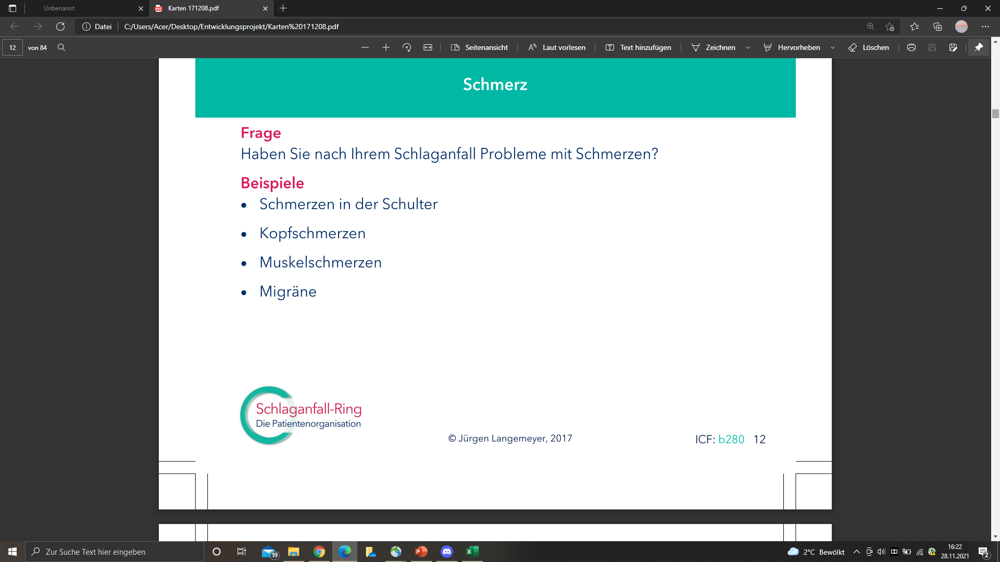 Unbenannt
Karten 171208.pdf
Datei
C:/Users/Acer/Desktop/Entwicklungsprojekt/Karten%20171208.pdf
12 von 84
Seitenansicht
Laut vorlesen
Text hinzufügen
Zeichnen
Hervorheben
Löschen
Schmerz
Frage
Haben Sie nach Ihrem Schlaganfall Probleme mit Schmerzen?
Beispiele
• Schmerzen in der Schulter
• Kopfschmerzen
• Muskelschmerzen
• Migräne
Schlaganfall-Ring
Die Patientenorganisation
© Jürgen Langemeyer, 2017
ICF: b280 12
Zur Suche Text hier eingeben
19
2°C Bewölkt
16:22
28.11.2021
2